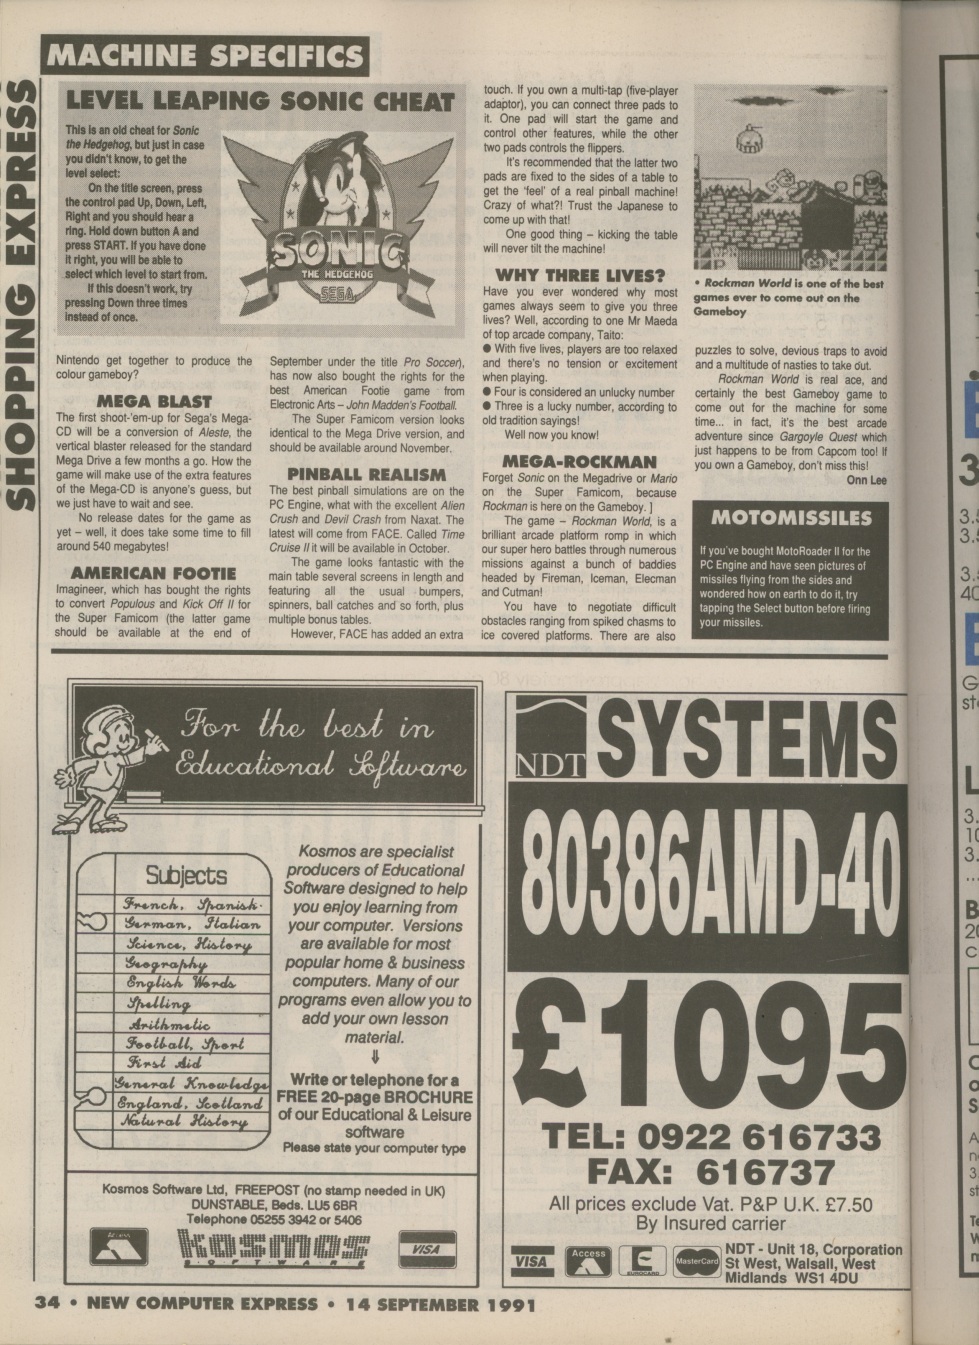 MACHINE SPECIFICS
SHOPPING EXPRESS
LEVEL LEAPING SONIC CHEAT
This is an old cheat for Sonic
the Hedgehog, but just in case
you didn't know, to get the
level select:
On the title screen, press
the control pad Up, Down, Left,
Right and you should hear a
ring. Hold down button A and
press START. If you have done
it right, you will be able to
select which level to start from.
If this doesn't work, try
pressing Down three times
instead of once.
SONIC
THE HEDGEHOG
SEGA
Nintendo get together to produce the
colour gameboy?
MEGA BLAST
The first shoot-'em-up for Sega's Mega-
CD will be a conversion of Aleste, the
vertical blaster released for the standard
Mega Drive a few months a go. How the
game will make use of the extra features
of the Mega-CD is anyone's guess, but
we just have to wait and see.
No release dates for the game as
yet – well, it does take some time to fill
around 540 megabytes!
AMERICAN FOOTIE
Imagineer, which has bought the rights
to convert Populous and Kick Off II for
the Super Famicom (the latter game
should be available at the end of
September under the title Pro Soccer),
has now also bought the rights for the
best American Footie game from
Electronic Arts – John Madden's Football.
The Super Famicom version looks
identical to the Mega Drive version, and
should be available around November.
PINBALL REALISM
The best pinball simulations are on the
PC Engine, what with the excellent Alien
Crush and Devil Crash from Naxat. The
latest will come from FACE. Called Time
Cruise II it will be available in October.
The game looks fantastic with the
main table several screens in length and
featuring all the usual bumpers,
spinners, ball catches and so forth, plus
multiple bonus tables.
However, FACE has added an extra
touch. If you own a multi-tap (five-player
adaptor), you can connect three pads to
it. One pad will start the game and
control other features, while the other
two pads controls the flippers.
It's recommended that the latter two
pads are fixed to the sides of a table to
get the 'feel' of a real pinball machine!
Crazy of what?! Trust the Japanese to
come up with that!
One good thing – kicking the table
will never tilt the machine!
WHY THREE LIVES?
Have you ever wondered why most
games always seem to give you three
lives? Well, according to one Mr Maeda
of top arcade company, Taito:
● With five lives, players are too relaxed
and there's no tension or excitement
when playing.
● Four is considered an unlucky number
● Three is a lucky number, according to
old tradition sayings!
Well now you know!
MEGA-ROCKMAN
Forget Sonic on the Megadrive or Mario
on the Super Famicom, because
Rockman is here on the Gameboy. ]
The game – Rockman World, is a
brilliant arcade platform romp in which
our super hero battles through numerous
missions against a bunch of baddies
headed by Fireman, Iceman, Elecman
and Cutman!
You have to negotiate difficult
obstacles ranging from spiked chasms to
ice covered platforms. There are also
• Rockman World is one of the best
games ever to come out on the
Gameboy
puzzles to solve, devious traps to avoid
and a multitude of nasties to take out.
Rockman World is real ace, and
certainly the best Gameboy game to
come out for the machine for some
time... in fact, it's the best arcade
adventure since Gargoyle Quest which
just happens to be from Capcom too! If
you own a Gameboy, don't miss this!
Onn Lee
MOTOMISSILES
If you've bought MotoRoader II for the
PC Engine and have seen pictures of
missiles flying from the sides and
wondered how on earth to do it, try
tapping the Select button before firing
your missiles.
For the best in
Educational Software
Subjects
French, Spanish.
German, Italian
Science, History
Geography
English Words
Spelling
Arithmetic
Football, Sport
First Aid
General Knowledge
England, Scotland
Natural History
Kosmos are specialist
producers of Educational
Software designed to help
you enjoy learning from
your computer. Versions
are available for most
popular home & business
computers. Many of our
programs even allow you to
add your own lesson
material.
⇓
Write or telephone for a
FREE 20-page BROCHURE
of our Educational & Leisure
software
Please state your computer type
Kosmos Software Ltd, FREEPOST (no stamp needed in UK)
DUNSTABLE, Beds. LU5 6BR
Telephone 05255 3942 or 5406
Access
KOSMOS
SOFTWARE
VISA
NDT SYSTEMS
80386AMD-40
£1095
TEL: 0922 616733
FAX: 616737
All prices exclude Vat. P&P U.K. £7.50
By Insured carrier
VISA
Access
EUROCARD
MasterCard
NDT - Unit 18, Corporation
St West, Walsall, West
Midlands WS1 4DU
34 • NEW COMPUTER EXPRESS • 14 SEPTEMBER 1991